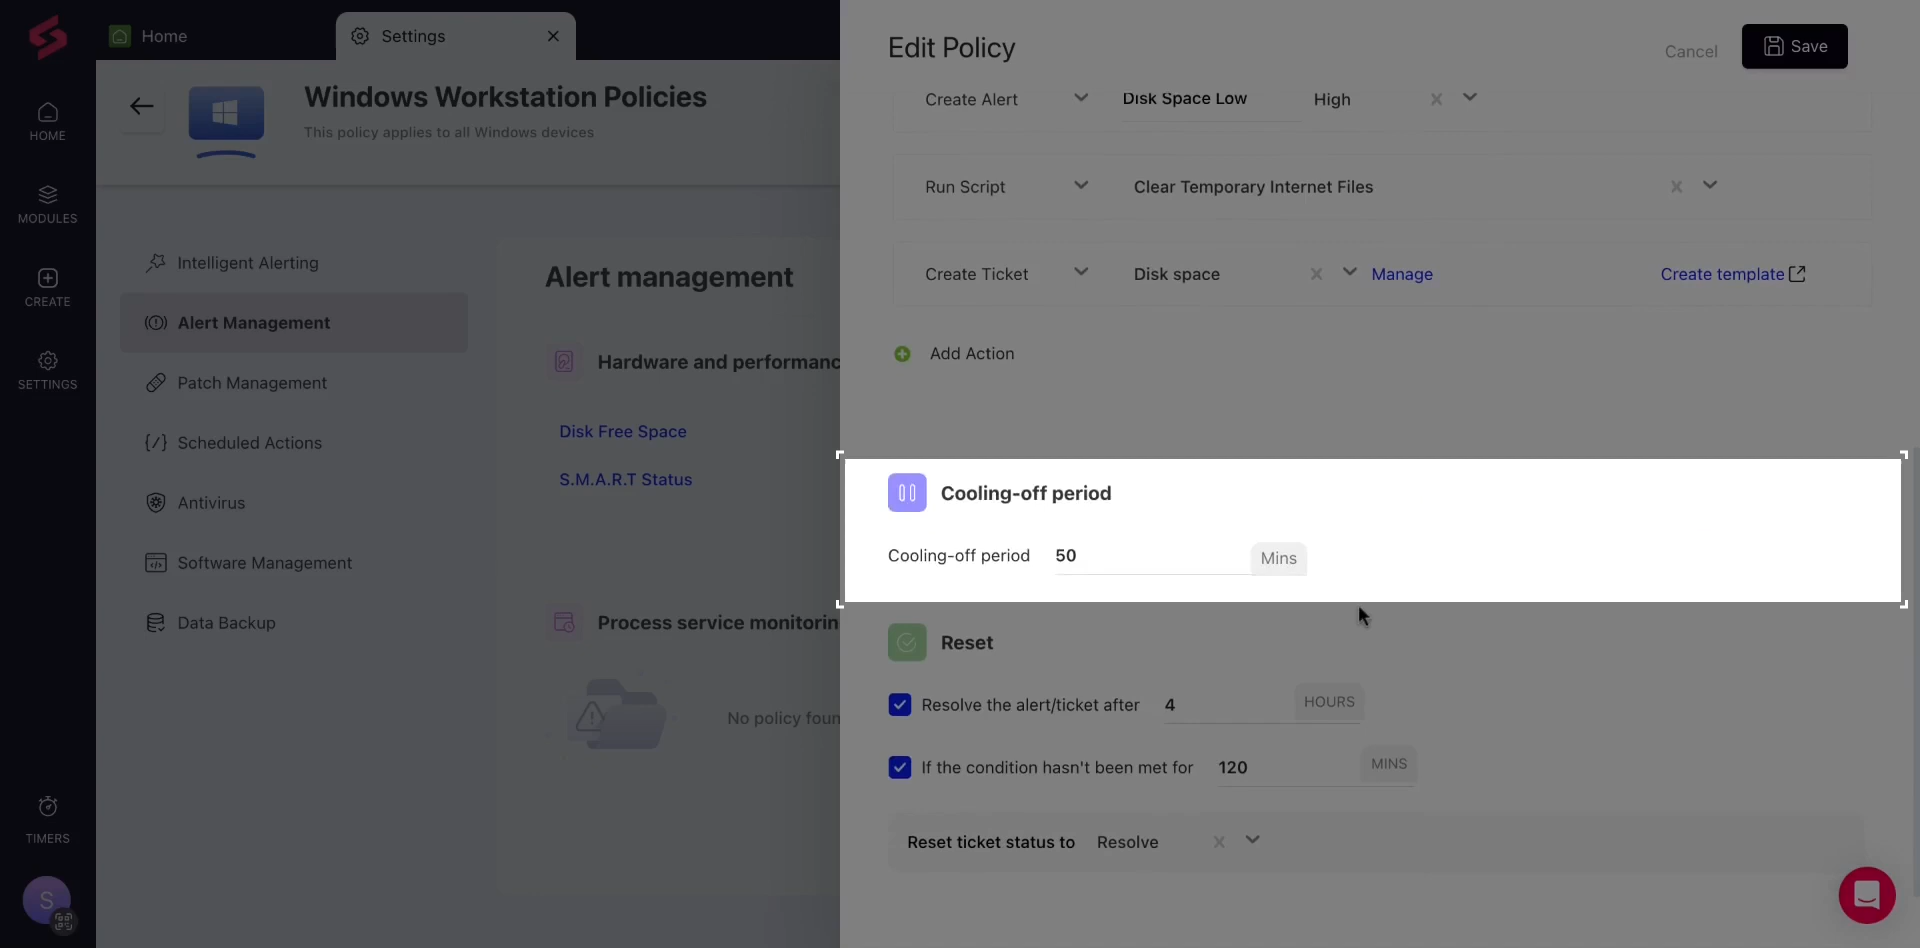 Home
Settings
HOME
MODULES
CREATE
SETTINGS
TIMERS
S
Windows Workstation Policies
This policy applies to all Windows devices
Intelligent Alerting
Alert Management
Patch Management
Scheduled Actions
Antivirus
Software Management
Data Backup
Alert management
Hardware and performanc
Disk Free Space
S.M.A.R.T Status
Process service monitorin
No policy foun
Edit Policy
Cancel
Save
Create Alert
Disk Space Low
High
Run Script
Clear Temporary Internet Files
Create Ticket
Disk space
Manage
Create template
Add Action
Cooling-off period
Cooling-off period 50 Mins
Reset
Resolve the alert/ticket after 4 HOURS
If the condition hasn't been met for 120 MINS
Reset ticket status to Resolve